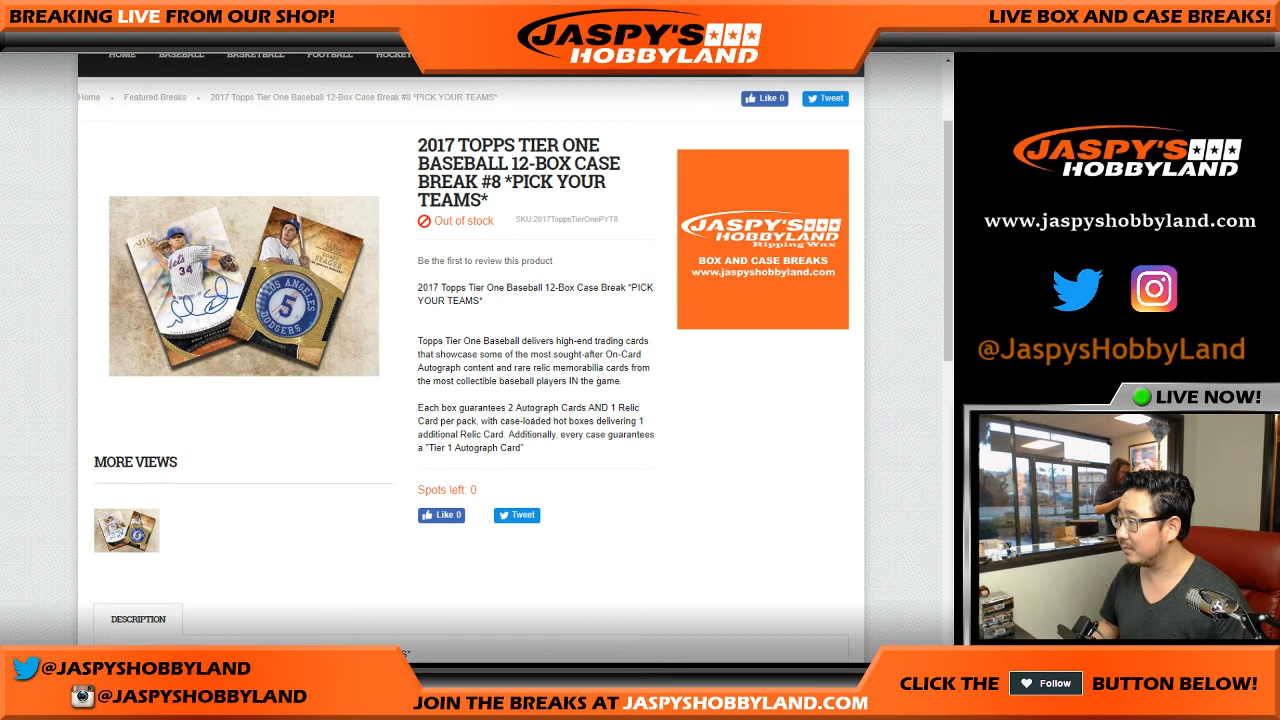 BREAKING LIVE FROM OUR SHOP!
JASPY'S
HOBBYLAND
LIVE BOX AND CASE BREAKS!
HOME BASEBALL BASKETBALL FOOTBALL HOCKEY
Home • Featured Breaks • 2017 Topps Tier One Baseball 12-Box Case Break #8 *PICK YOUR TEAMS*
Like 0 Tweet
2017 TOPPS TIER ONE
BASEBALL 12-BOX CASE
BREAK #8 *PICK YOUR
TEAMS*
Out of stock SKU:2017ToppsTierOnePYT8
Be the first to review this product
2017 Topps Tier One Baseball 12-Box Case Break *PICK
YOUR TEAMS*
Topps Tier One Baseball delivers high-end trading cards
that showcase some of the most sought-after On-Card
Autograph content and rare relic memorabilia cards from
the most collectible baseball players IN the game.
Each box guarantees 2 Autograph Cards AND 1 Relic
Card per pack, with case-loaded hot boxes delivering 1
additional Relic Card. Additionally, every case guarantees
a "Tier 1 Autograph Card"
Spots left: 0
Like 0 Tweet
Mets
34
LOS ANGELES
5
DODGERS
MORE VIEWS
DESCRIPTION
JASPY'S
HOBBYLAND
Ripping Wax
BOX AND CASE BREAKS
www.jaspyshobbyland.com
JASPY'S
HOBBYLAND
www.jaspyshobbyland.com
@JaspysHobbyLand
LIVE NOW!
@JASPYSHOBBYLAND
@JASPYSHOBBYLAND
JOIN THE BREAKS AT JASPYSHOBBYLAND.COM
CLICK THE Follow BUTTON BELOW!